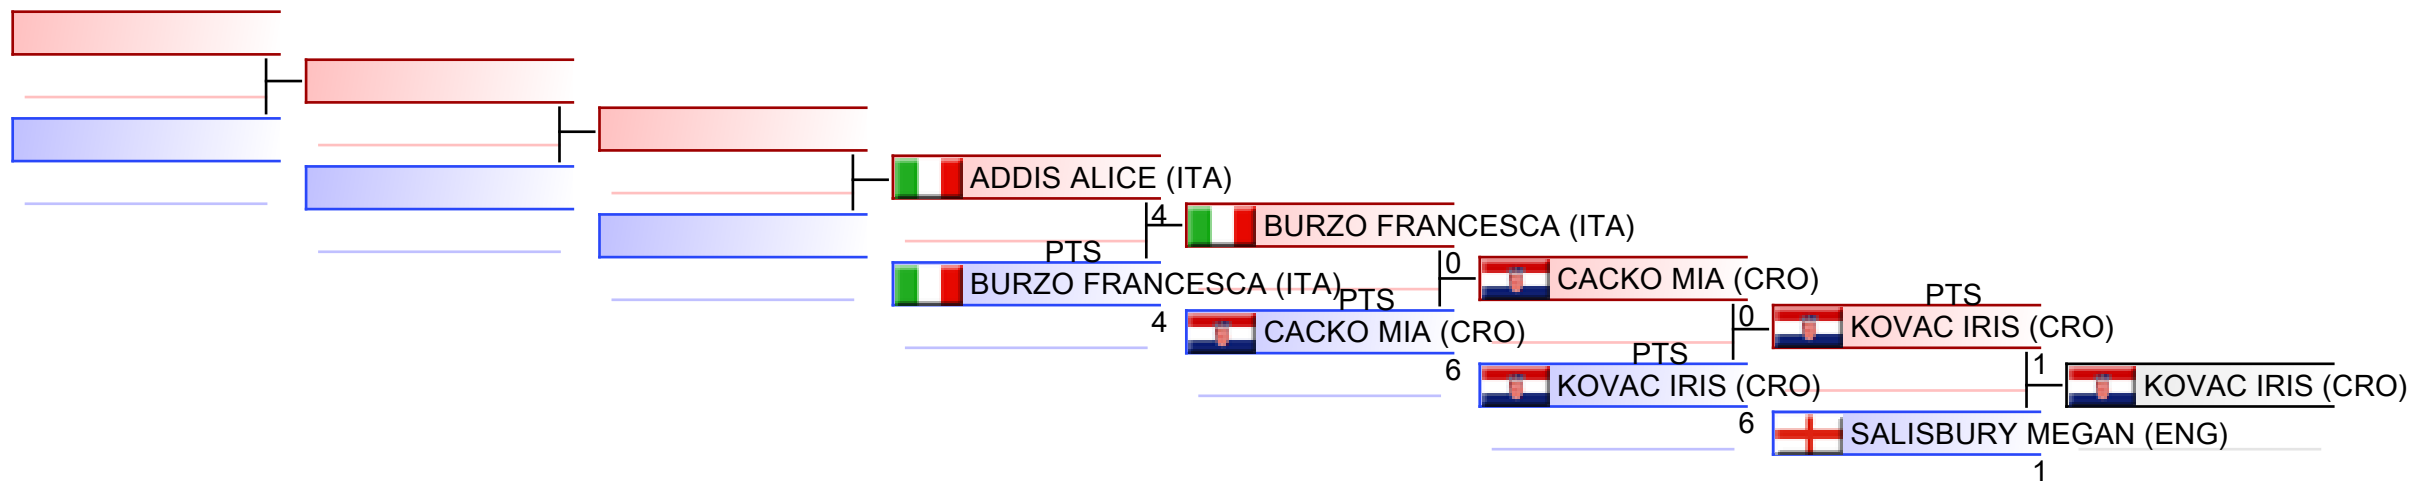 ADDIS ALICE (ITA)
4
PTS
BURZO FRANCESCA (ITA)
4
BURZO FRANCESCA (ITA)
0
PTS
CACKO MIA (CRO)
6
CACKO MIA (CRO)
0
PTS
KOVAC IRIS (CRO)
6
PTS
KOVAC IRIS (CRO)
1
SALISBURY MEGAN (ENG)
1
KOVAC IRIS (CRO)